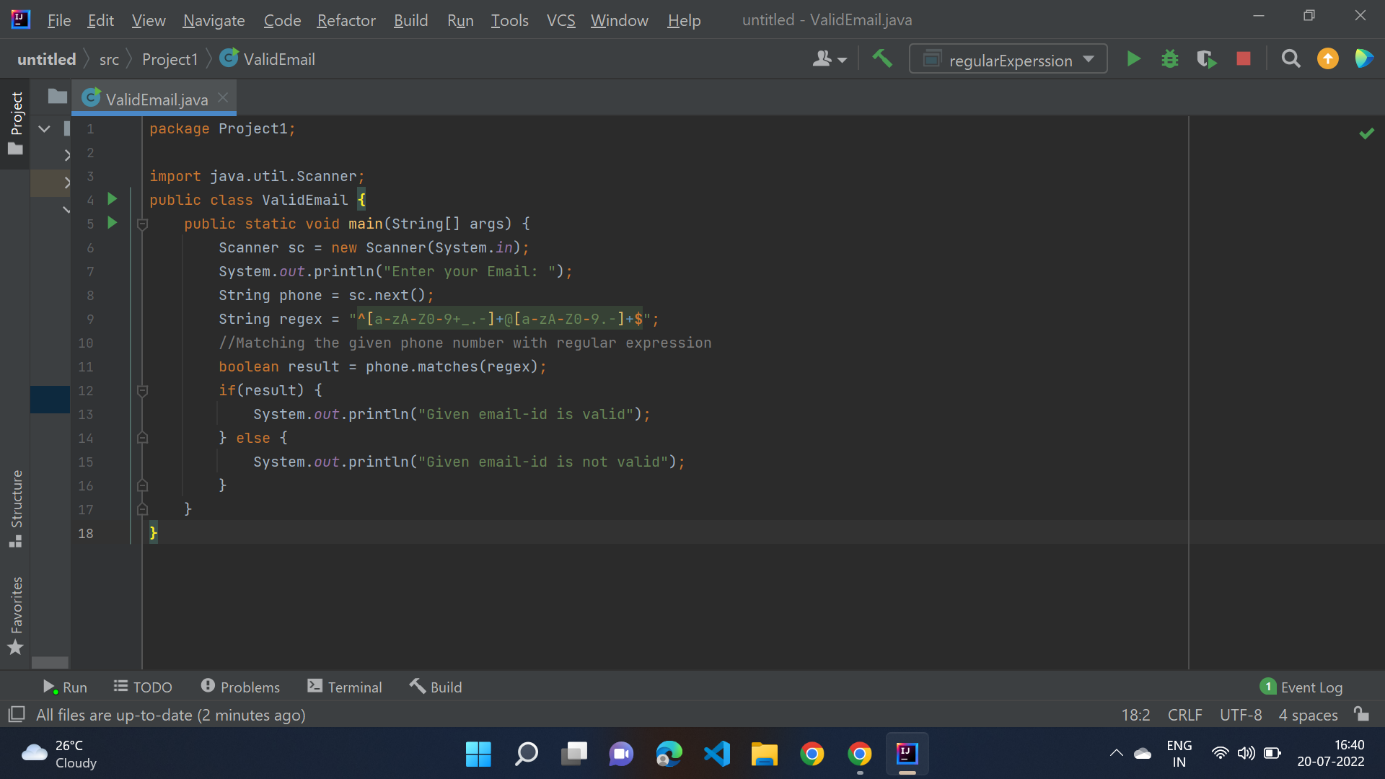 File Edit View Navigate Code Refactor Build Run Tools VCS Window Help untitled - ValidEmail.java
untitled src Project1 ValidEmail regularExperssion
Project
ValidEmail.java
1 package Project1;
2
3 import java.util.Scanner;
4 public class ValidEmail {
5 public static void main(String[] args) {
6 Scanner sc = new Scanner(System.in);
7 System.out.println("Enter your Email: ");
8 String phone = sc.next();
9 String regex = "^[a-zA-Z0-9+_.-]+@[a-zA-Z0-9.-]+$";
10 //Matching the given phone number with regular expression
11 boolean result = phone.matches(regex);
12 if(result) {
13 System.out.println("Given email-id is valid");
14 } else {
15 System.out.println("Given email-id is not valid");
16 }
17 }
18 }
Structure
Favorites
Run TODO Problems Terminal Build 1 Event Log
All files are up-to-date (2 minutes ago) 18:2 CRLF UTF-8 4 spaces
26°C
Cloudy
ENG
IN
16:40
20-07-2022